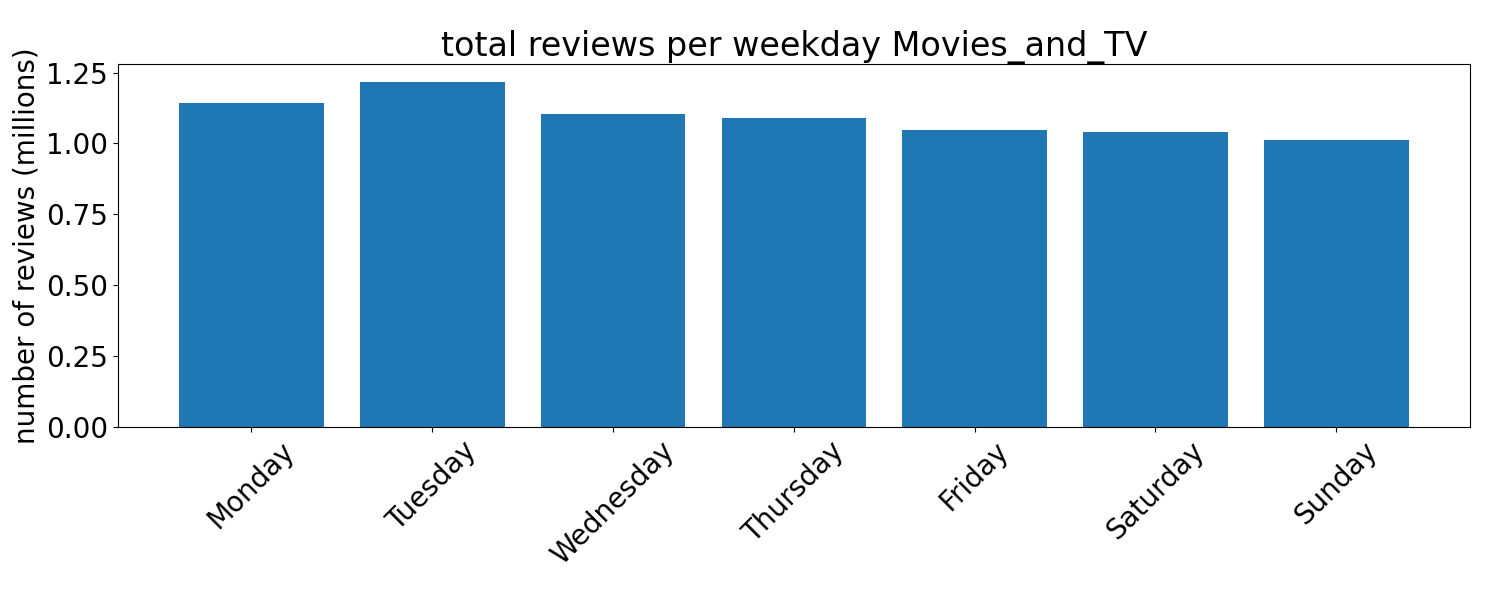 total reviews per weekday Movies_and_TV
number of reviews (millions)
1.25
1.00
0.75
0.50
0.25
0.00
Monday
Tuesday
Wednesday
Thursday
Friday
Saturday
Sunday